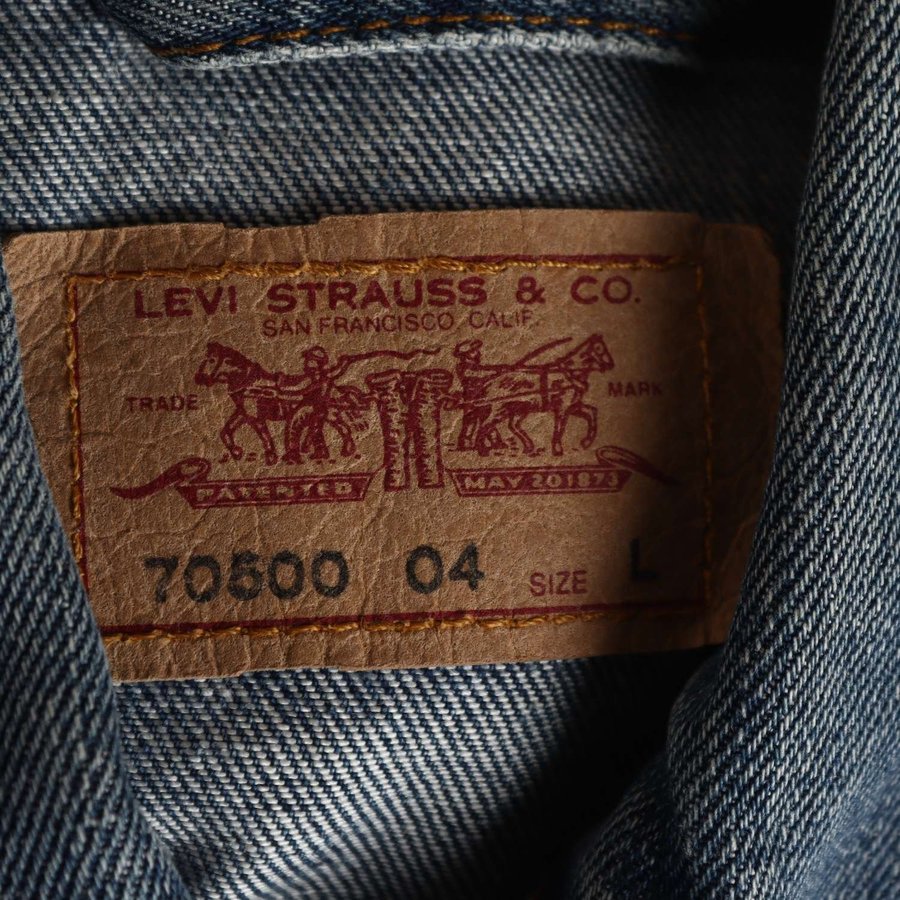 LEVI STRAUSS & CO.
SAN FRANCISCO CALIF.
TRADE MARK
PATENTED MAY 20 1873
70500 04 SIZE L